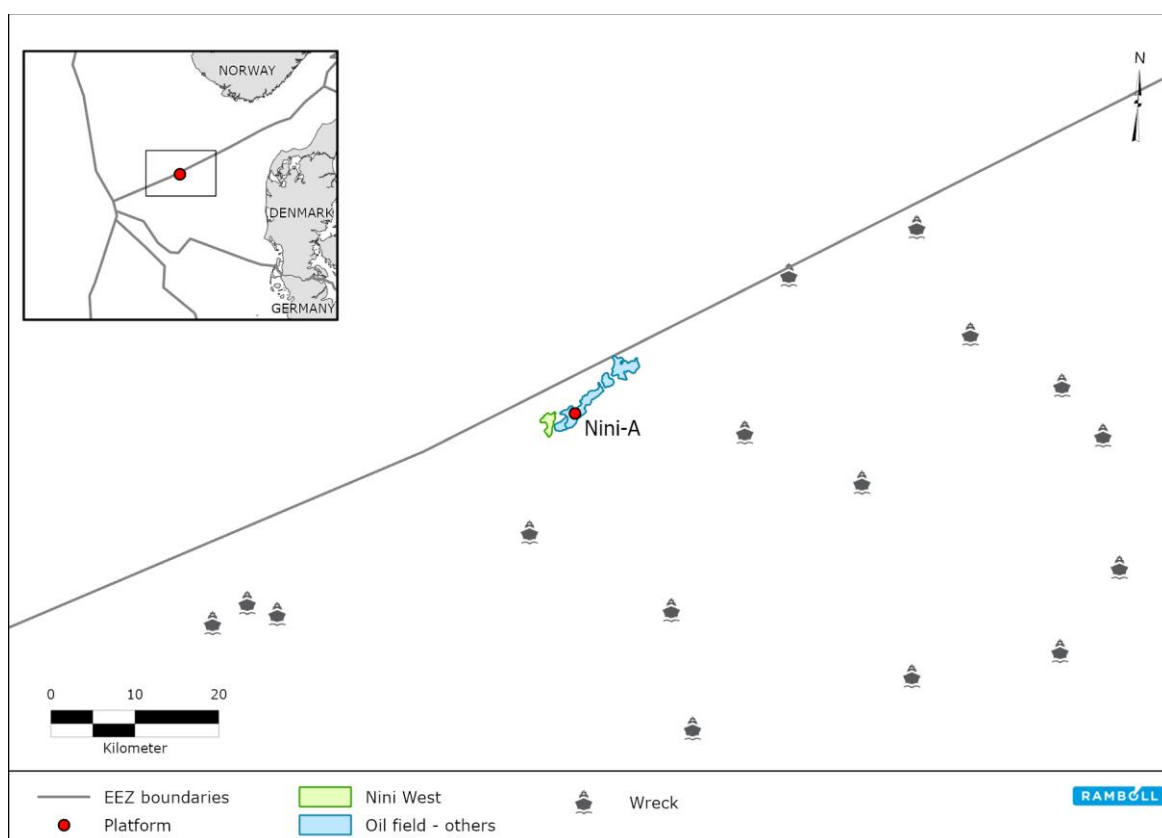 NORWAY
DENMARK
GERMANY
N
Nini-A
0 10 20
Kilometer
EEZ boundaries
Platform
Nini West
Oil field - others
Wreck
RAMBOLL